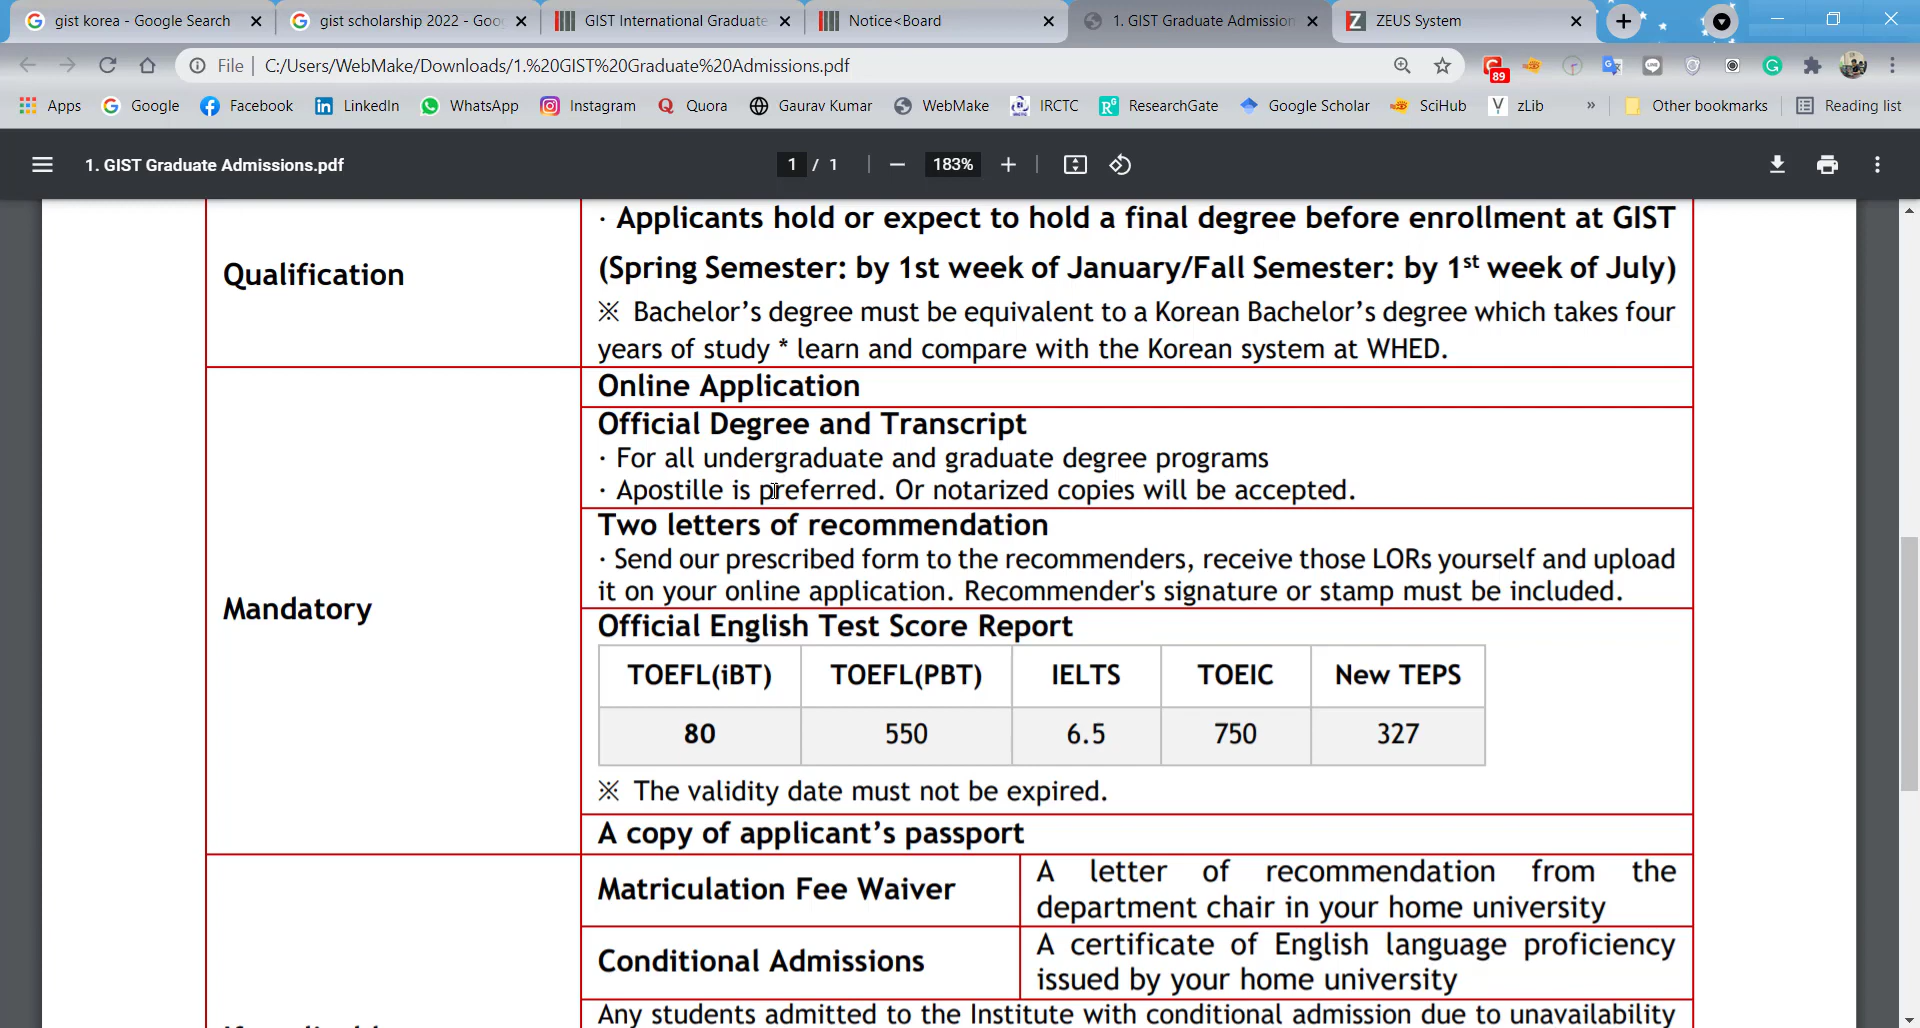 gist korea - Google Search
gist scholarship 2022 - Goo
GIST International Graduate
Notice<Board
1. GIST Graduate Admission
ZEUS System
File
C:/Users/WebMake/Downloads/1.%20GIST%20Graduate%20Admissions.pdf
89
Apps
Google
Facebook
LinkedIn
WhatsApp
Instagram
Quora
Gaurav Kumar
WebMake
IRCTC
ResearchGate
Google Scholar
SciHub
zLib
»
Other bookmarks
Reading list
1. GIST Graduate Admissions.pdf
1 / 1
183%
Qualification
· Applicants hold or expect to hold a final degree before enrollment at GIST
(Spring Semester: by 1st week of January/Fall Semester: by 1st week of July)
※ Bachelor’s degree must be equivalent to a Korean Bachelor’s degree which takes four
years of study * learn and compare with the Korean system at WHED.
Mandatory
Online Application
Official Degree and Transcript
· For all undergraduate and graduate degree programs
· Apostille is preferred. Or notarized copies will be accepted.
Two letters of recommendation
· Send our prescribed form to the recommenders, receive those LORs yourself and upload
it on your online application. Recommender's signature or stamp must be included.
Official English Test Score Report
TOEFL(iBT) TOEFL(PBT) IELTS TOEIC New TEPS
80 550 6.5 750 327
※ The validity date must not be expired.
A copy of applicant’s passport
Matriculation Fee Waiver
A letter of recommendation from the
department chair in your home university
Conditional Admissions
A certificate of English language proficiency
issued by your home university
Any students admitted to the Institute with conditional admission due to unavailability